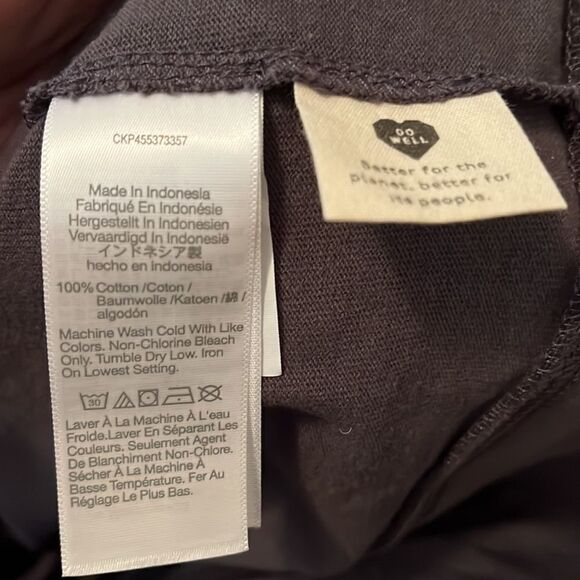 CKP455373357
Made In Indonesia
Fabriqué En Indonésie
Hergestellt In Indonesien
Vervaardigd In Indonesië
インドネシア製
hecho en indonesia
100% Cotton /Coton /
Baumwolle /Katoen /綿 /
algodón
Machine Wash Cold With Like
Colors. Non-Chlorine Bleach
Only. Tumble Dry Low. Iron
On Lowest Setting.
30
Laver À La Machine À L'eau
Froide.Laver En Séparant Les
Couleurs. Seulement Agent
De Blanchiment Non-Chlore.
Sécher À La Machine À
Basse Température. Fer Au
Réglage Le Plus Bas.
DO
WELL
Better for the
planet, better for
its people.